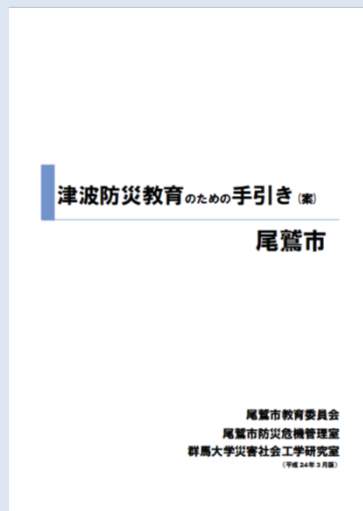 津波防災教育のための手引き(案)
尾鷲市
尾鷲市教育委員会
尾鷲市防災危機管理室
群馬大学災害社会工学研究室
(平成24年3月版)